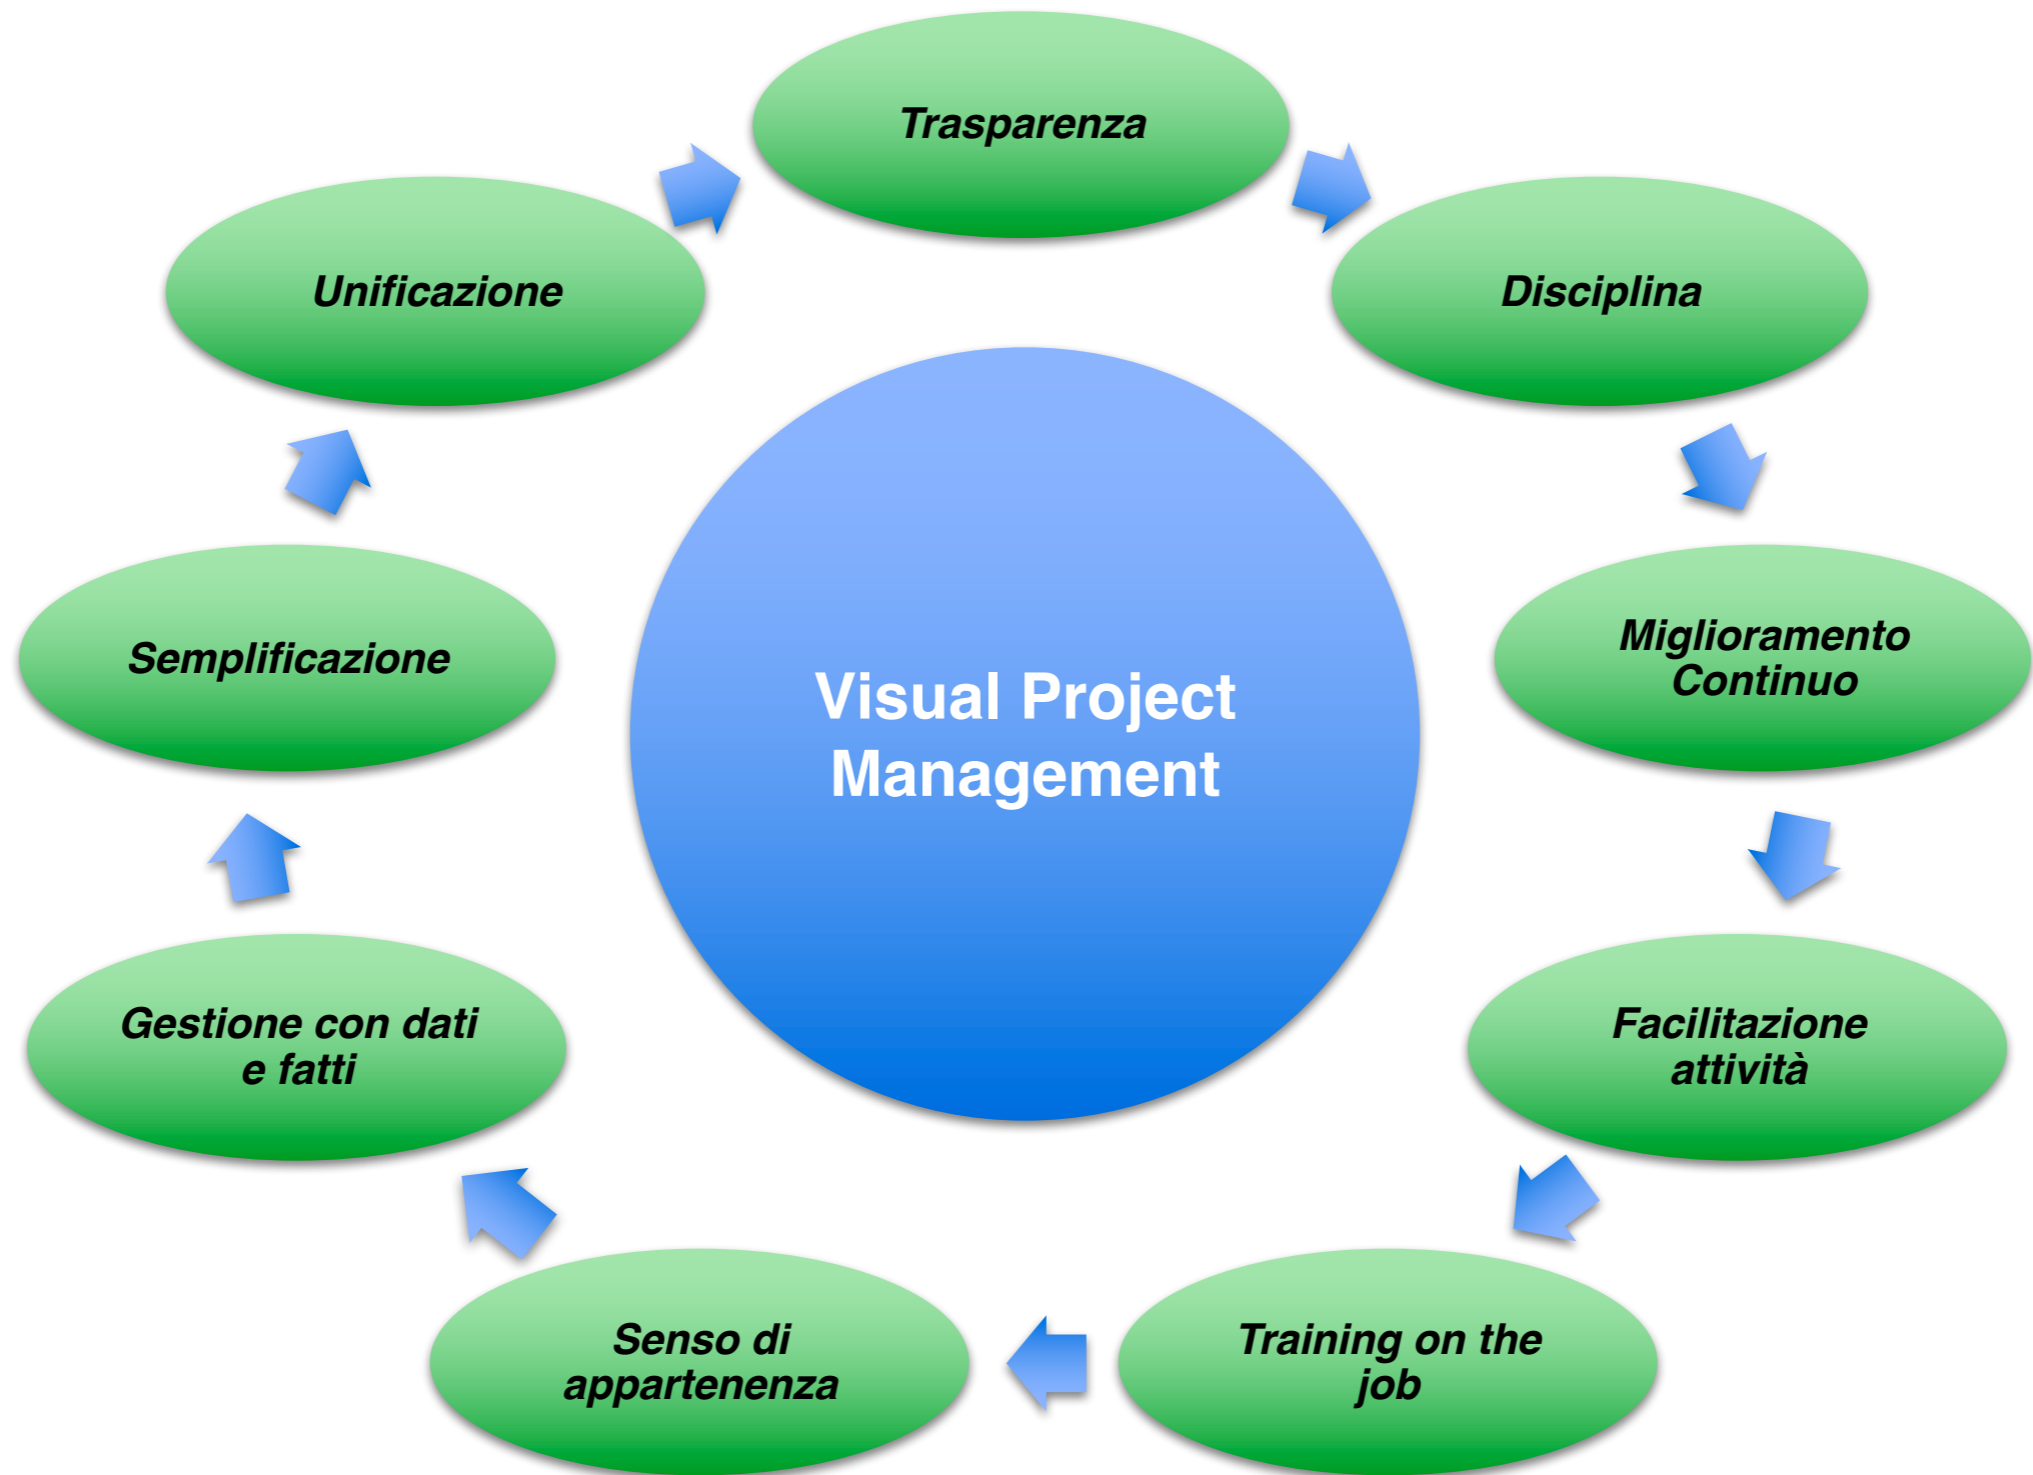 Trasparenza
Disciplina
Miglioramento
Continuo
Facilitazione
attività
Training on the
job
Senso di
appartenenza
Gestione con dati
e fatti
Semplificazione
Unificazione
Visual Project
Management